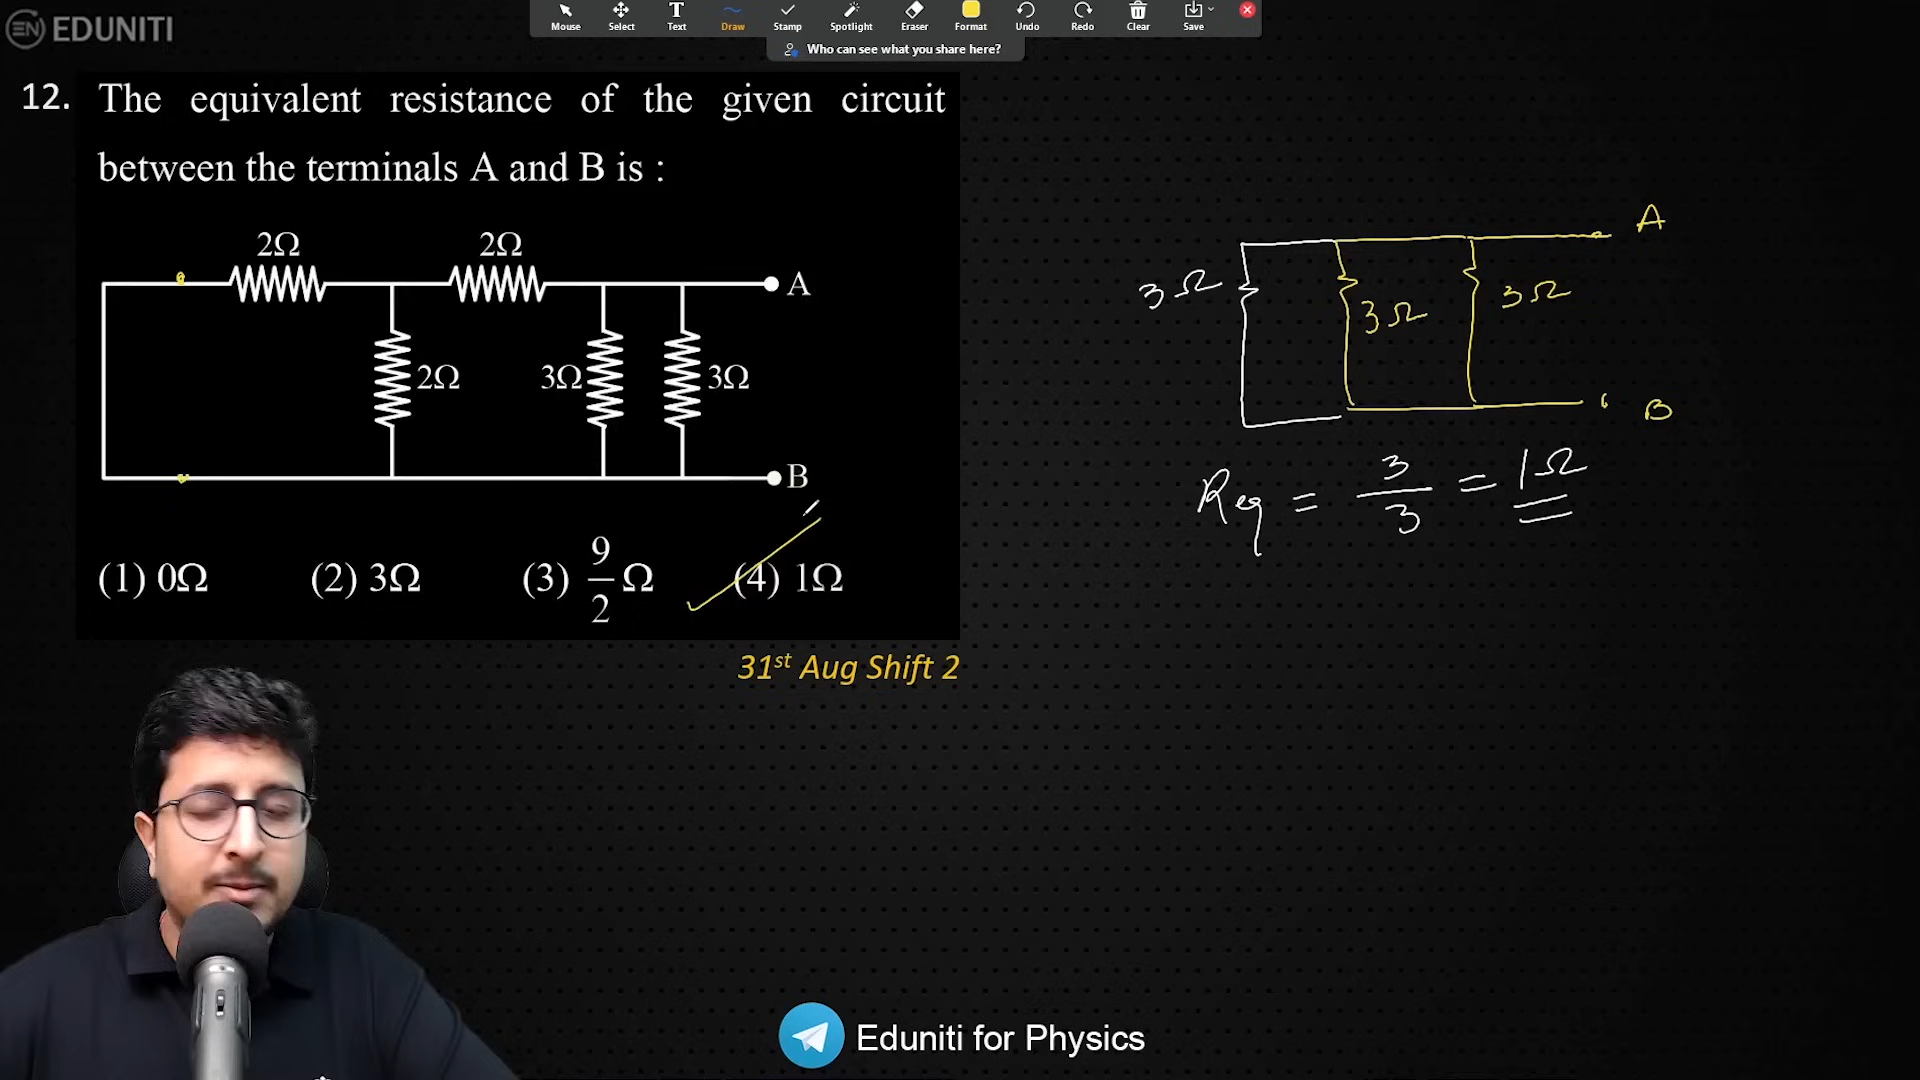 EN EDUNITI
Mouse Select Text Draw Stamp Spotlight Eraser Format Undo Redo Clear Save
Who can see what you share here?
12. The equivalent resistance of the given circuit
between the terminals A and B is :
2Ω 2Ω
A
2Ω 3Ω 3Ω
B
(1) 0Ω (2) 3Ω (3) 9/2 Ω (4) 1Ω
31st Aug Shift 2
A
3Ω 3Ω 3Ω
B
Req = 3/3 = 1Ω
Eduniti for Physics